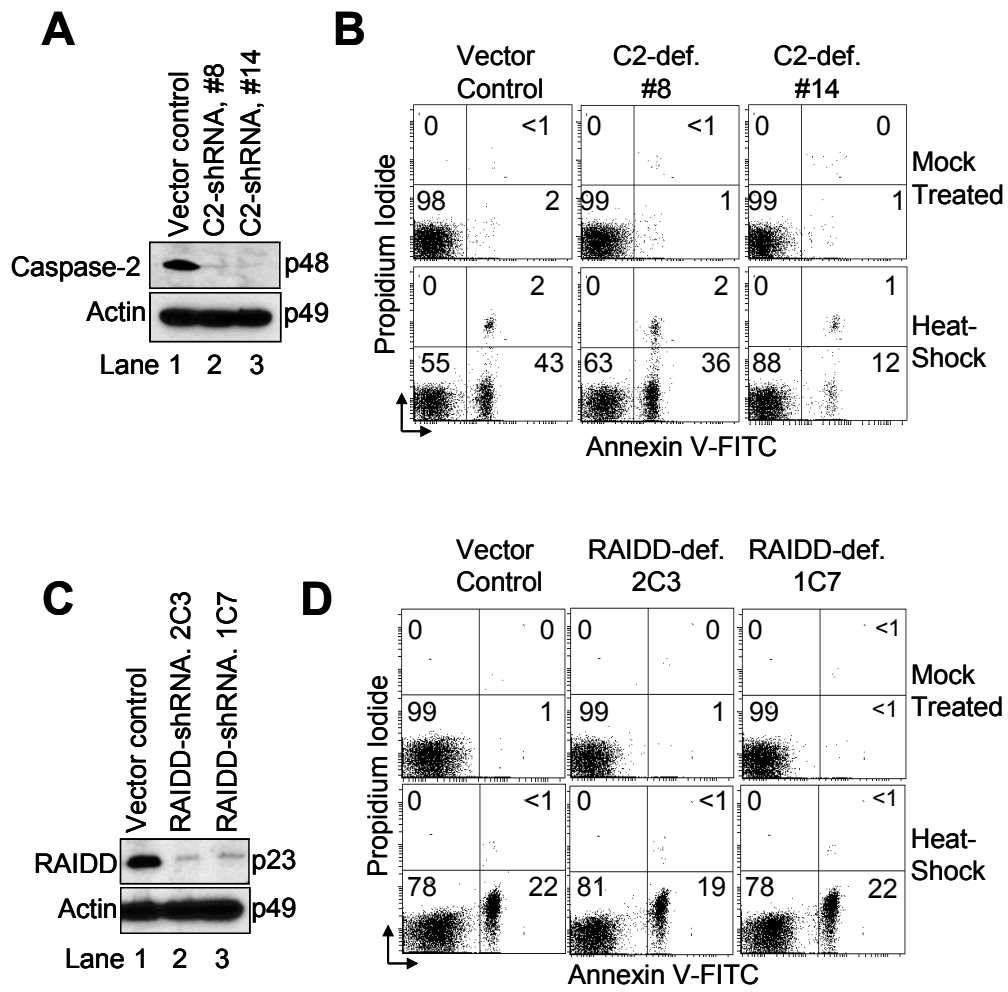 A
Vector control
C2-shRNA, #8
C2-shRNA, #14
Caspase-2
p48
Actin
p49
Lane 1 2 3
B
Vector Control
C2-def. #8
C2-def. #14
Propidium Iodide
0 <1 0 <1 0 0
Mock Treated
98 2 99 1 99 1
0 2 0 2 0 1
Heat-Shock
55 43 63 36 88 12
Annexin V-FITC
C
Vector control
RAIDD-shRNA. 2C3
RAIDD-shRNA. 1C7
RAIDD
p23
Actin
p49
Lane 1 2 3
D
Vector Control
RAIDD-def. 2C3
RAIDD-def. 1C7
Propidium Iodide
0 0 0 0 0 <1
Mock Treated
99 1 99 1 99 <1
0 <1 0 <1 0 <1
Heat-Shock
78 22 81 19 78 22
Annexin V-FITC